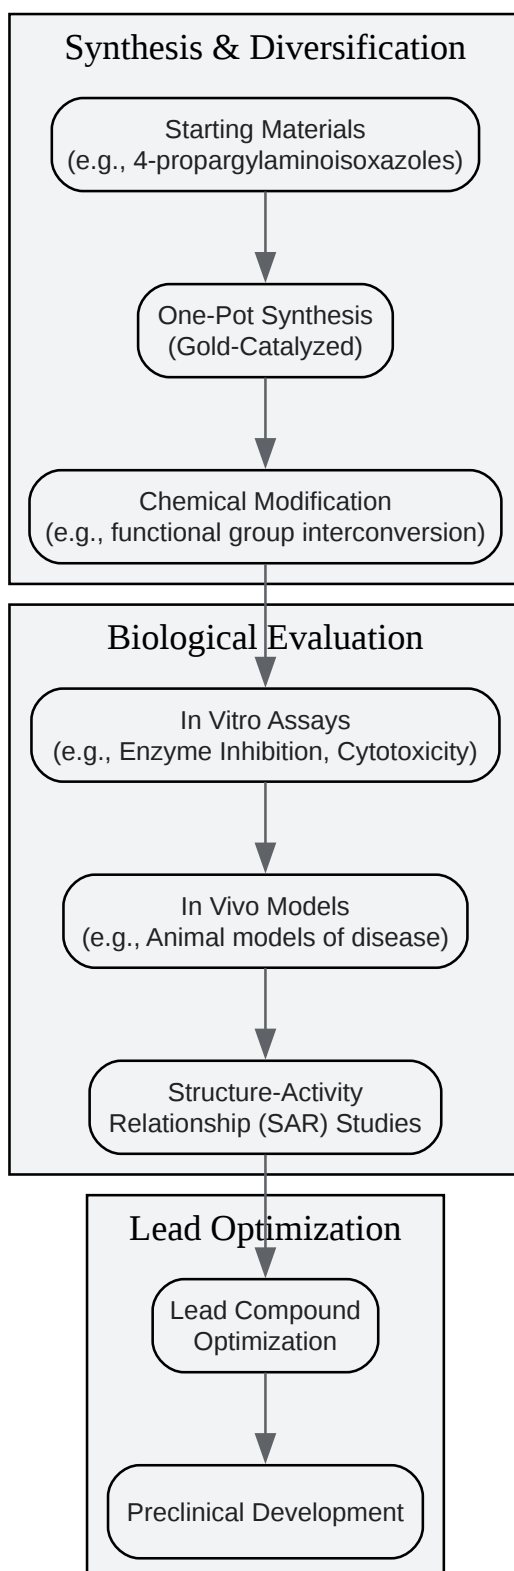 Synthesis & Diversification
Starting Materials
(e.g., 4-propargylaminoisoxazoles)
One-Pot Synthesis
(Gold-Catalyzed)
Chemical Modification
(e.g., functional group interconversion)
Biological Evaluation
In Vitro Assays
(e.g., Enzyme Inhibition, Cytotoxicity)
In Vivo Models
(e.g., Animal models of disease)
Structure-Activity
Relationship (SAR) Studies
Lead Optimization
Lead Compound
Optimization
Preclinical Development